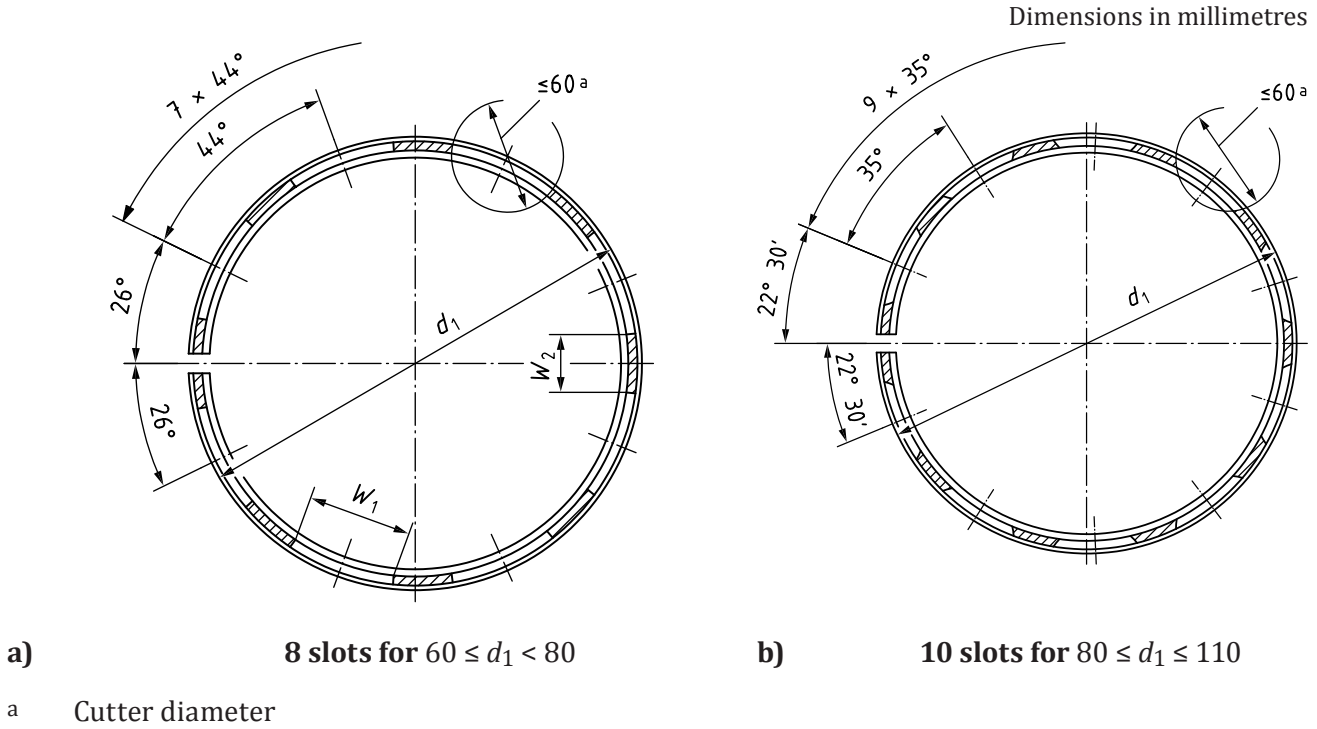 Dimensions in millimetres
7 × 44°
44°
26°
26°
≤60 a
d1
W2
W1
9 × 35°
35°
22° 30′
22° 30′
≤60 a
d1
a) 8 slots for 60 ≤ d1 < 80
b) 10 slots for 80 ≤ d1 ≤ 110
a Cutter diameter